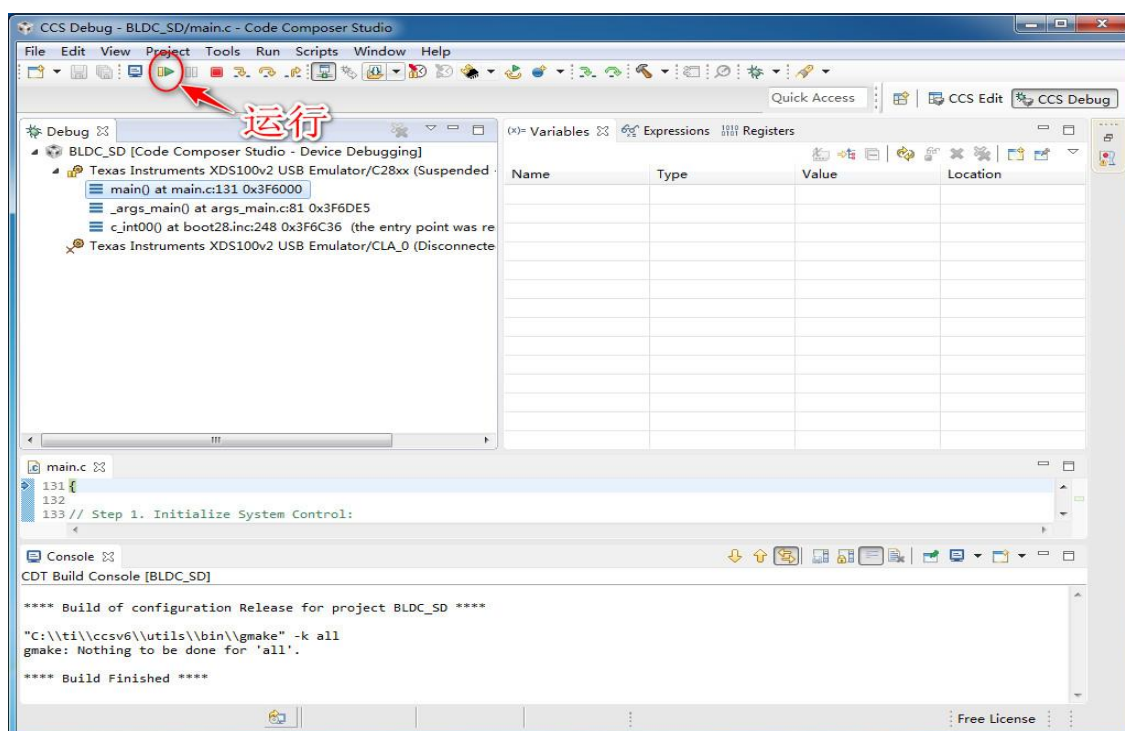 CCS Debug - BLDC_SD/main.c - Code Composer Studio
File Edit View Project Tools Run Scripts Window Help
Quick Access CCS Edit CCS Debug
运行
Debug
(x)= Variables Expressions Registers
BLDC_SD [Code Composer Studio - Device Debugging]
Texas Instruments XDS100v2 USB Emulator/C28xx (Suspended
main() at main.c:131 0x3F6000
_args_main() at args_main.c:81 0x3F6DE5
c_int00() at boot28.inc:248 0x3F6C36 (the entry point was re
Texas Instruments XDS100v2 USB Emulator/CLA_0 (Disconnecte
Name Type Value Location
main.c
131 {
132
133 // Step 1. Initialize System Control:
Console
CDT Build Console [BLDC_SD]
**** Build of configuration Release for project BLDC_SD ****
"C:\\ti\\ccsv6\\utils\\bin\\gmake" -k all
gmake: Nothing to be done for 'all'.
**** Build Finished ****
Free License